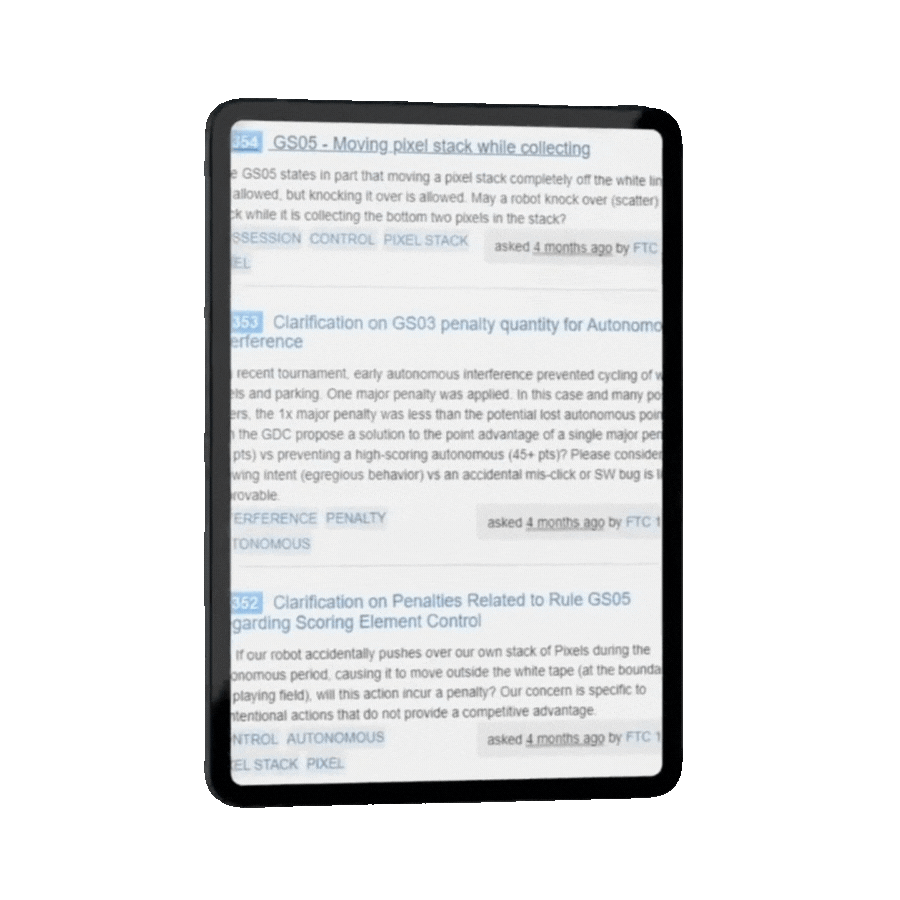 354 GS05 - Moving pixel stack while collecting
e GS05 states in part that moving a pixel stack completely off the white lin
allowed, but knocking it over is allowed. May a robot knock over (scatter)
ck while it is collecting the bottom two pixels in the stack?
SSESSION CONTROL PIXEL STACK
asked 4 months ago by FTC
EL
353 Clarification on GS03 penalty quantity for Autonomo
erference
recent tournament, early autonomous interference prevented cycling of w
els and parking. One major penalty was applied. In this case and many po
ers, the 1x major penalty was less than the potential lost autonomous poin
the GDC propose a solution to the point advantage of a single major pen
pts) vs preventing a high-scoring autonomous (45+ pts)? Please consider
wing intent (egregious behavior) vs an accidental mis-click or SW bug is li
rovable.
ERFERENCE PENALTY
asked 4 months ago by FTC 1
TONOMOUS
352 Clarification on Penalties Related to Rule GS05
garding Scoring Element Control
If our robot accidentally pushes over our own stack of Pixels during the
onomous period, causing it to move outside the white tape (at the bounda
playing field), will this action incur a penalty? Our concern is specific to
ntentional actions that do not provide a competitive advantage.
NTROL AUTONOMOUS
asked 4 months ago by FTC 1
EL STACK PIXEL